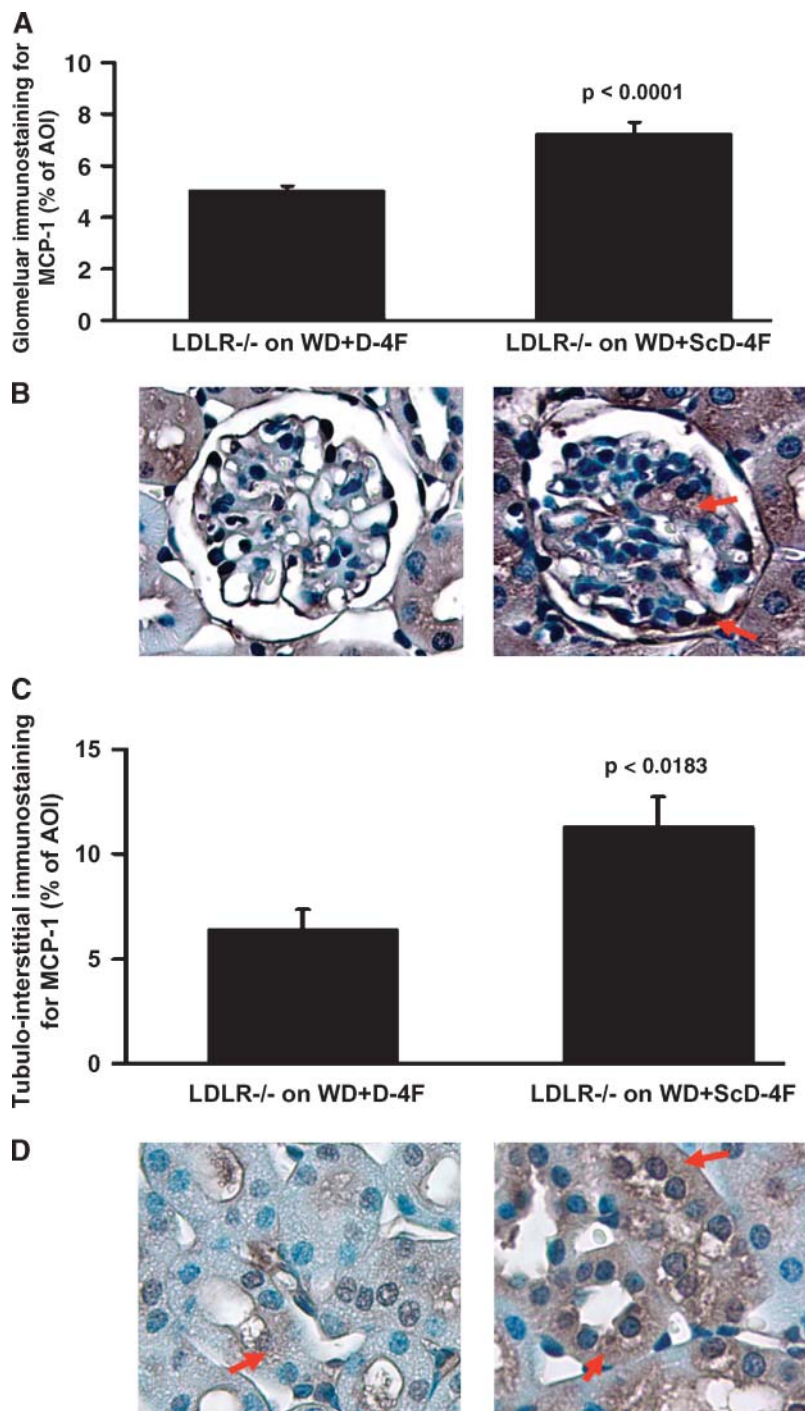 A
Glomeluar immunostaining for
MCP-1 (% of AOI)
10
8
6
4
2
0
p < 0.0001
LDLR-/- on WD+D-4F
LDLR-/- on WD+ScD-4F
B
C
Tubulo-interstitial immunostaining
for MCP-1 (% of AOI)
15
10
5
0
p < 0.0183
LDLR-/- on WD+D-4F
LDLR-/- on WD+ScD-4F
D